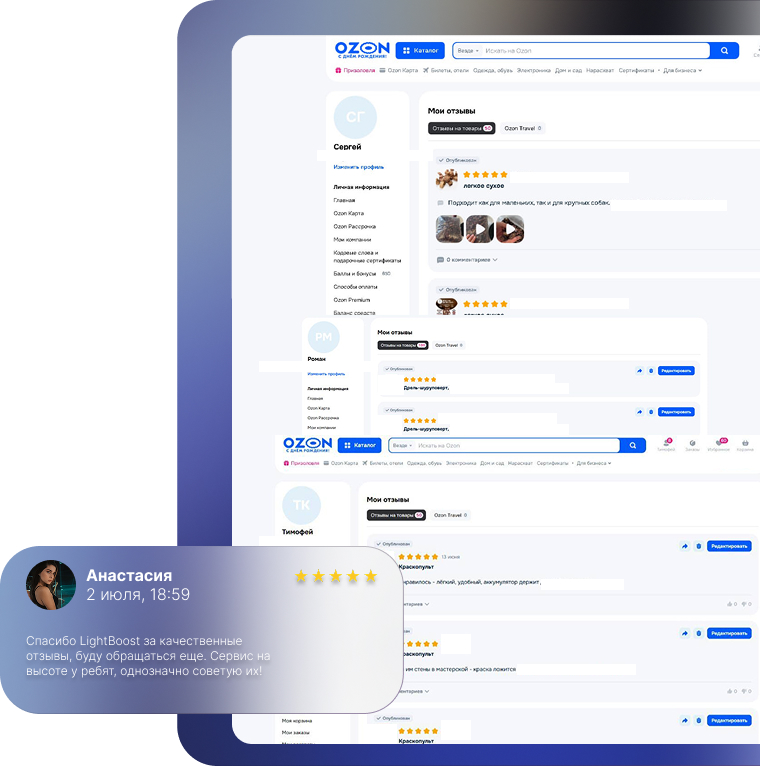 OZON
С ДНЁМ РОЖДЕНИЯ!
Каталог
Везде
Искать на Ozon
Призоловля
Ozon Карта
Билеты, отели
Одежда, обувь
Электроника
Дом и сад
Нарасхват
Сертификаты
Для бизнеса
СГ
Сергей
Изменить профиль
Личная информация
Главная
Ozon Карта
Ozon Рассрочка
Мои компании
Кодовые слова и
подарочные сертификаты
Баллы и бонусы
Способы оплаты
Ozon Premium
Баланс средств
Мои отзывы
Отзывы на товары
Ozon Travel 0
Опубликован
легкое сухое
Подходит как для маленьких, так и для крупных собак.
0 комментариев
Опубликован
РМ
Роман
Изменить профиль
Личная информация
Главная
Ozon Карта
Ozon Рассрочка
Мои компании
Мои отзывы
Отзывы на товары
Ozon Travel 0
Опубликован
Редактировать
Дрель-шуруповерт,
Опубликован
Редактировать
Дрель-шуруповерт,
OZON
С ДНЁМ РОЖДЕНИЯ!
Каталог
Везде
Искать на Ozon
Тимофей
Заказы
Избранное
Корзина
Призоловля
Ozon Карта
Билеты, отели
Одежда, обувь
Электроника
Дом и сад
Нарасхват
Сертификаты
Для бизнеса
ТК
Тимофей
Мои отзывы
Отзывы на товары
Ozon Travel 0
Опубликован
Редактировать
13 июня
Краскопульт
нравилось - лёгкий, удобный, аккумулятор держит,
ентариев
0 0
ован
Редактировать
копульт
им стены в мастерской - краска ложится
ентариев
0 0
Опубликован
Редактировать
Краскопульт
Моя корзина
Мои заказы
Анастасия
2 июля, 18:59
Спасибо LightBoost за качественные
отзывы, буду обращаться еще. Сервис на
высоте у ребят, однозначно советую их!